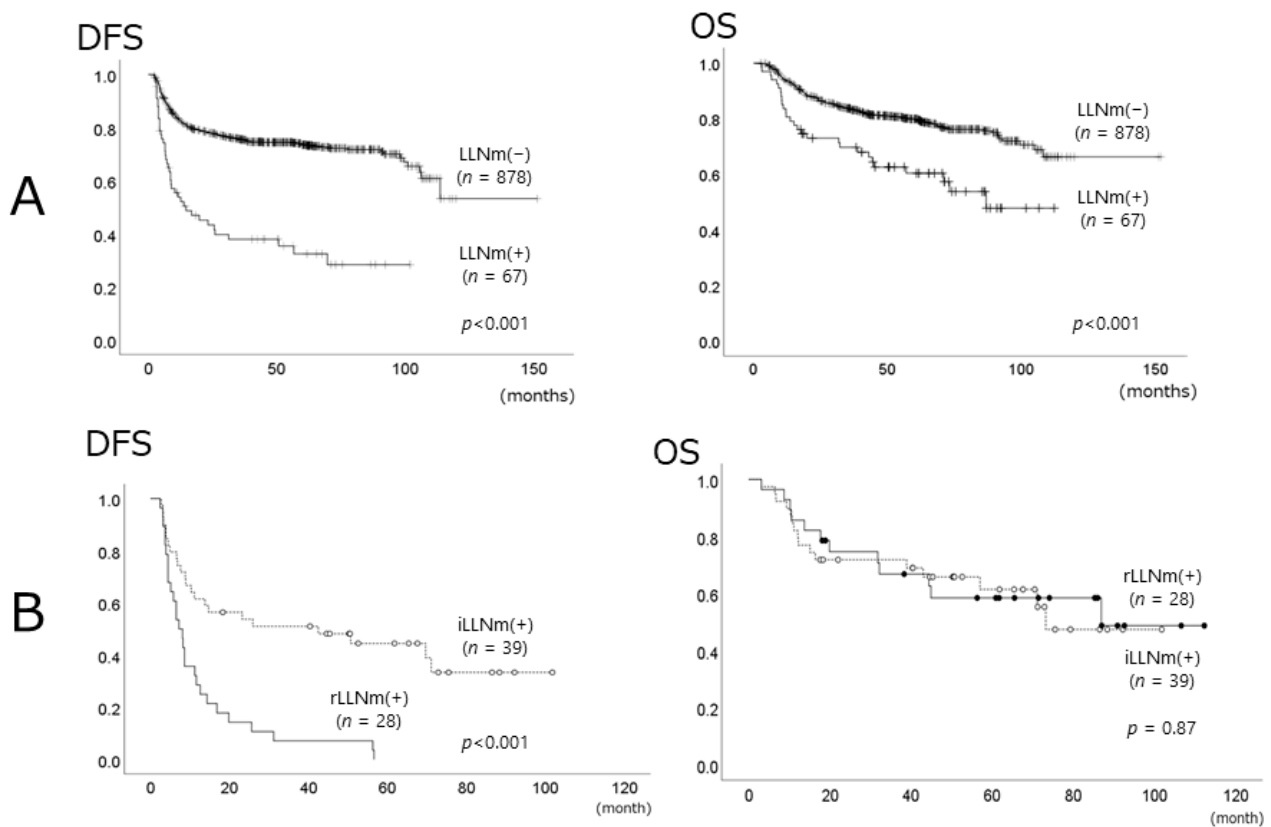 DFS
OS
A
1.0
0.8
0.6
0.4
0.2
0.0
LLNm(−)
(n = 878)
LLNm(+)
(n = 67)
p<0.001
0 50 100 150
(months)
1.0
0.8
0.6
0.4
0.2
0.0
LLNm(−)
(n = 878)
LLNm(+)
(n = 67)
p<0.001
0 50 100 150
(months)
DFS
OS
B
1.0
0.8
0.6
0.4
0.2
0.0
iLLNm(+)
(n = 39)
rLLNm(+)
(n = 28)
p<0.001
0 20 40 60 80 100 120
(month)
1.0
0.8
0.6
0.4
0.2
0.0
rLLNm(+)
(n = 28)
iLLNm(+)
(n = 39)
p = 0.87
0 20 40 60 80 100 120
(month)